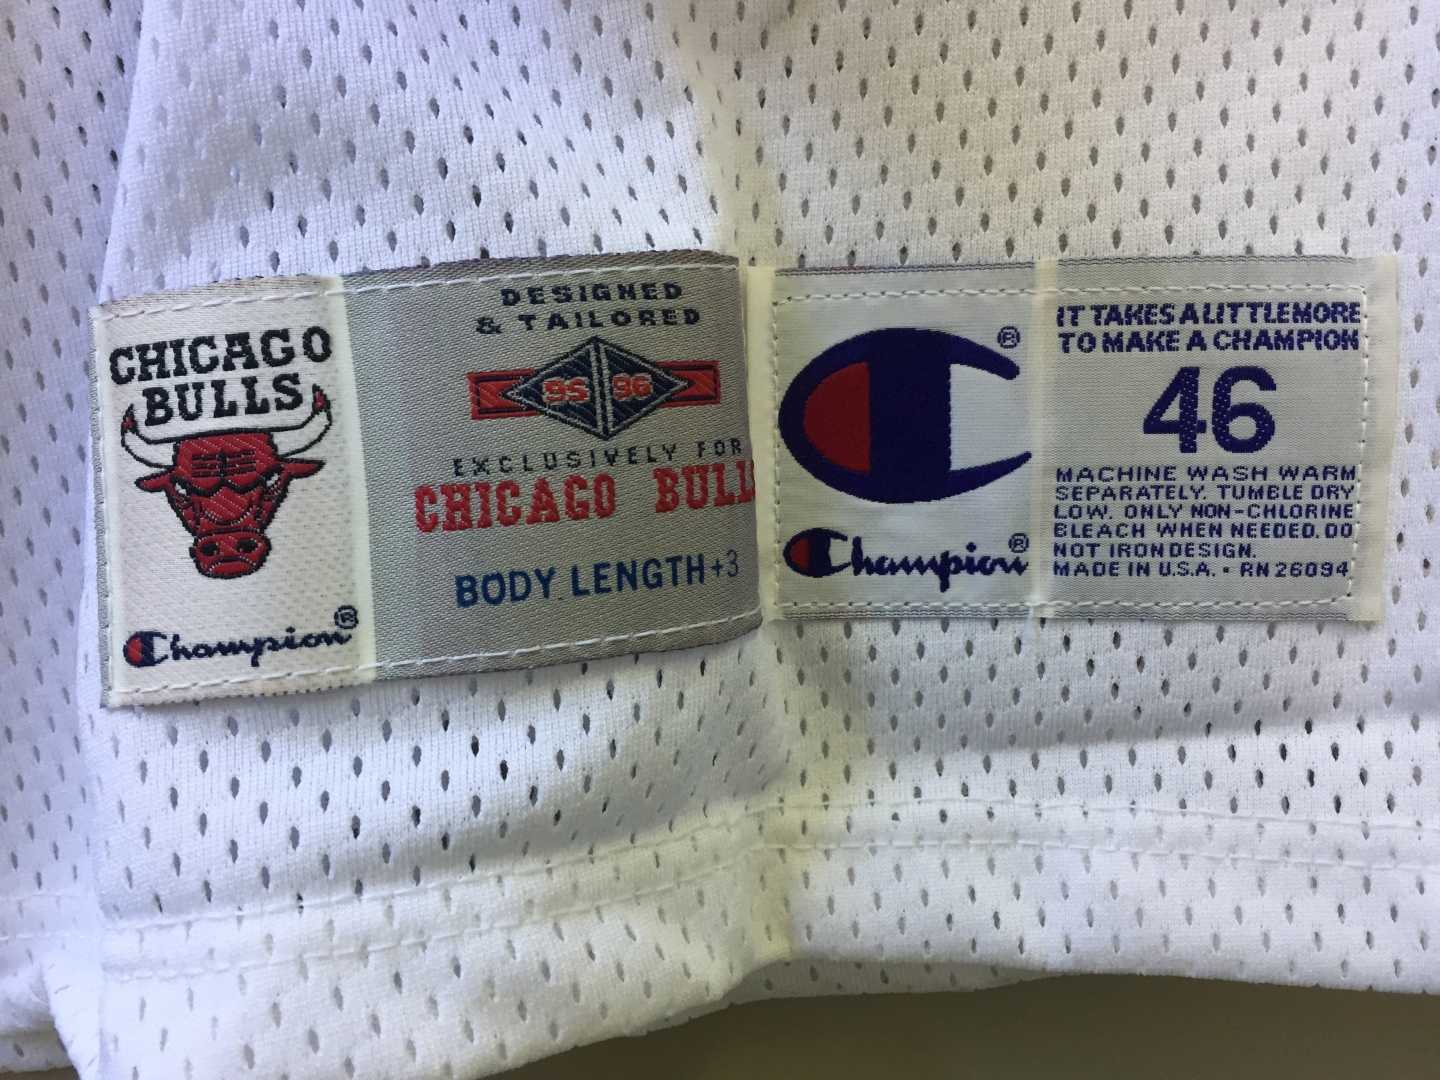 CHICAGO
BULLS
Champion®
DESIGNED
& TAILORED
95 96
EXCLUSIVELY FOR
CHICAGO BULLS
BODY LENGTH +3
®
Champion®
IT TAKES A LITTLE MORE
TO MAKE A CHAMPION
46
MACHINE WASH WARM
SEPARATELY. TUMBLE DRY
LOW. ONLY NON-CHLORINE
BLEACH WHEN NEEDED. DO
NOT IRON DESIGN.
MADE IN U.S.A. • RN 26094